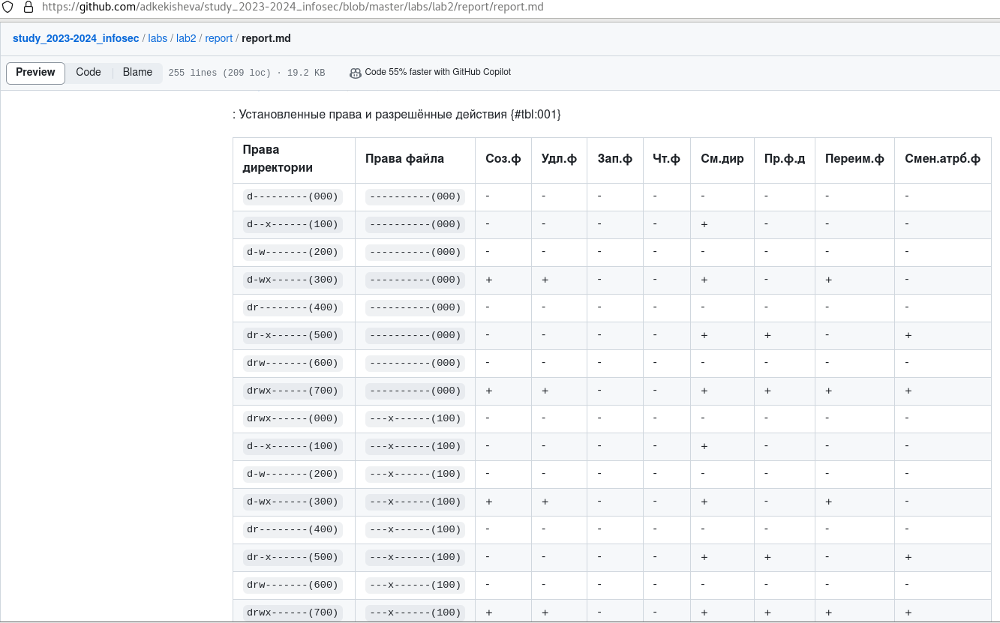 https://github.com/adkekisheva/study_2023-2024_infosec/blob/master/labs/lab2/report/report.md
study_2023-2024_infosec / labs / lab2 / report / report.md
Preview Code Blame 255 lines (209 loc) · 19.2 KB Code 55% faster with GitHub Copilot
: Установленные права и разрешённые действия {#tbl:001}
Права директории Права файла Соз.ф Удл.ф Зап.ф Чт.ф См.дир Пр.ф.д Переим.ф Смен.атрб.ф
d---------(000) ----------(000) - - - - - - - -
d--x------(100) ----------(000) - - - - + - - -
d-w-------(200) ----------(000) - - - - - - - -
d-wx------(300) ----------(000) + + - - + - + -
dr--------(400) ----------(000) - - - - - - - -
dr-x------(500) ----------(000) - - - - + + - +
drw-------(600) ----------(000) - - - - - - - -
drwx------(700) ----------(000) + + - - + + + +
drwx------(000) ---x------(100) - - - - - - - -
d--x------(100) ---x------(100) - - - - + - - -
d-w-------(200) ---x------(100) - - - - - - - -
d-wx------(300) ---x------(100) + + - - + - + -
dr--------(400) ---x------(100) - - - - - - - -
dr-x------(500) ---x------(100) - - - - + + - +
drw-------(600) ---x------(100) - - - - - - - -
drwx------(700) ---x------(100) + + - - + + + +